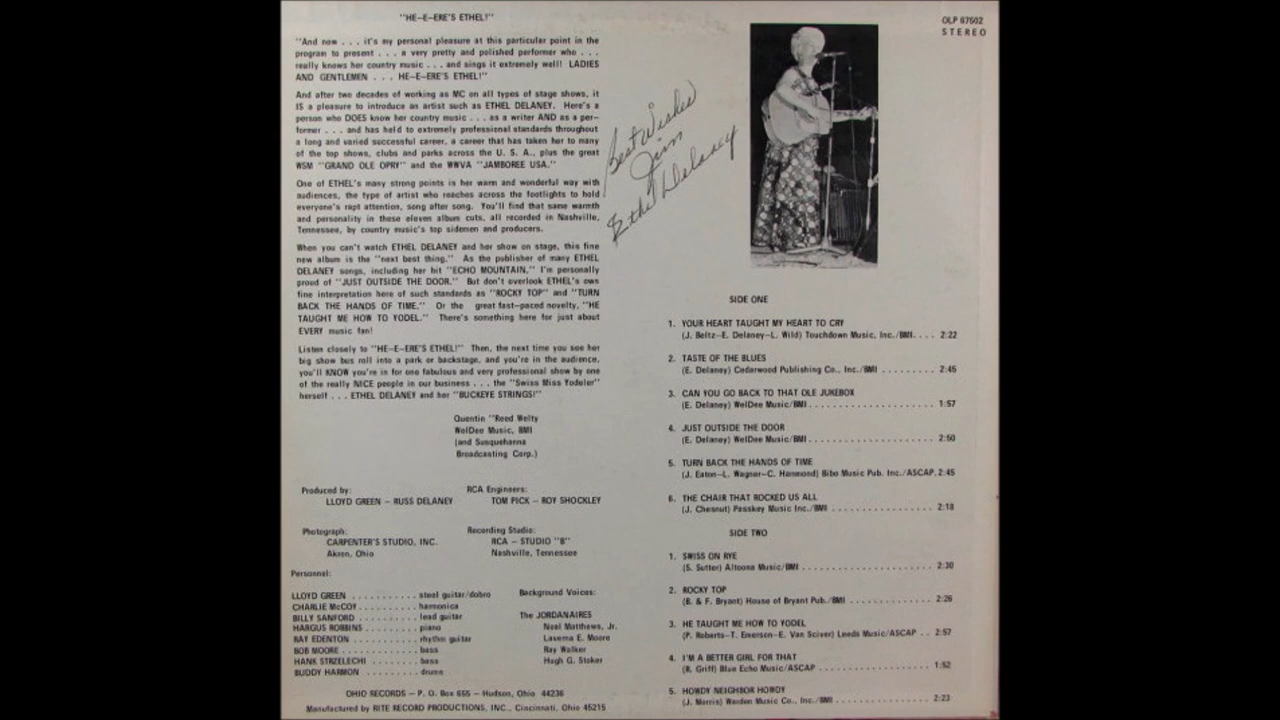 "HE-E-ERE'S ETHEL!"
"And now . . . it's my personal pleasure at this particular point in the
program to present . . . a very pretty and polished performer who . . .
really knows her country music . . . and sings it extremely well! LADIES
AND GENTLEMEN . . . HE-E-ERE'S ETHEL!"
And after two decades of working as MC on all types of stage shows, it
IS a pleasure to introduce an artist such as ETHEL DELANEY. Here's a
person who DOES know her country music . . . as a writer AND as a per-
former . . . and has held to extremely professional standards throughout
a long and varied successful career, a career that has taken her to many
of the top shows, clubs and parks across the U. S. A., plus the great
WSM "GRAND OLE OPRY" and the WWVA "JAMBOREE USA."
One of ETHEL's many strong points is her warm and wonderful way with
audiences, the type of artist who reaches across the footlights to hold
everyone's rapt attention, song after song. You'll find that same warmth
and personality in these eleven album cuts, all recorded in Nashville,
Tennessee, by country music's top sidemen and producers.
When you can't watch ETHEL DELANEY and her show on stage, this fine
new album is the "next best thing." As the publisher of many ETHEL
DELANEY songs, including her hit "ECHO MOUNTAIN," I'm personally
proud of "JUST OUTSIDE THE DOOR." But don't overlook ETHEL's own
fine interpretation here of such standards as "ROCKY TOP" and "TURN
BACK THE HANDS OF TIME." Or the great fast-paced novelty, "HE
TAUGHT ME HOW TO YODEL." There's something here for just about
EVERY music fan!
Listen closely to "HE-E-ERE'S ETHEL!" Then, the next time you see her
big show bus roll into a park or backstage, and you're in the audience,
you'll KNOW you're in for one fabulous and very professional show by one
of the really NICE people in our business . . . the "Swiss Miss Yodeler"
herself . . . ETHEL DELANEY and her "BUCKEYE STRINGS!"
Quentin "Reed Welty
WelDee Music, BMI
(and Susquehanna
Broadcasting Corp.)
Produced by:
LLOYD GREEN - RUSS DELANEY
RCA Engineers:
TOM PICK - ROY SHOCKLEY
Photograph:
CARPENTER'S STUDIO, INC.
Akron, Ohio
Recording Studio:
RCA - STUDIO "B"
Nashville, Tennessee
Personnel:
LLOYD GREEN . . . . . . . . . . steel guitar/dobro
CHARLIE McCOY . . . . . . . . . harmonica
BILLY SANFORD . . . . . . . . . lead guitar
HARGUS ROBBINS . . . . . . . . piano
RAY EDENTON . . . . . . . . . . rhythm guitar
BOB MOORE . . . . . . . . . . . bass
HANK STRZELECHI . . . . . . . bass
BUDDY HARMON . . . . . . . . . drums
Background Voices:
The JORDANAIRES
Neal Matthews, Jr.
Laverna E. Moore
Ray Walker
Hugh G. Stoker
OHIO RECORDS - P. O. Box 655 - Hudson, Ohio 44236
Manufactured by RITE RECORD PRODUCTIONS, INC., Cincinnati, Ohio 45215
Best Wishes
Jim
Ethel Delaney
OLP 67502
STEREO
SIDE ONE
1. YOUR HEART TAUGHT MY HEART TO CRY
(J. Beltz-E. Delaney-L. Wild) Touchdown Music, Inc./BMI. . . . 2:22
2. TASTE OF THE BLUES
(E. Delaney) Cedarwood Publishing Co., Inc./BMI . . . . . . . . . 2:45
3. CAN YOU GO BACK TO THAT OLE JUKEBOX
(E. Delaney) WelDee Music/BMI . . . . . . . . . . . . . . . . . . . 1:57
4. JUST OUTSIDE THE DOOR
(E. Delaney) WelDee Music/BMI . . . . . . . . . . . . . . . . . . . 2:50
5. TURN BACK THE HANDS OF TIME
(J. Eaton-L. Wagner-C. Hammond) Bibo Music Pub. Inc./ASCAP. 2:45
6. THE CHAIR THAT ROCKED US ALL
(J. Chesnut) Passkey Music Inc./BMI . . . . . . . . . . . . . . . 2:18
SIDE TWO
1. SWISS ON RYE
(S. Sutter) Altoona Music/BMI . . . . . . . . . . . . . . . . . . . 2:30
2. ROCKY TOP
(B. & F. Bryant) House of Bryant Pub./BMI . . . . . . . . . . . . 2:26
3. HE TAUGHT ME HOW TO YODEL
(P. Roberts-T. Emerson-E. Van Sciver) Leeds Music/ASCAP . . 2:57
4. I'M A BETTER GIRL FOR THAT
(R. Griff) Blue Echo Music/ASCAP . . . . . . . . . . . . . . . . . 1:52
5. HOWDY NEIGHBOR HOWDY
(J. Morris) Warden Music Co., Inc./BMI . . . . . . . . . . . . . . 2:23